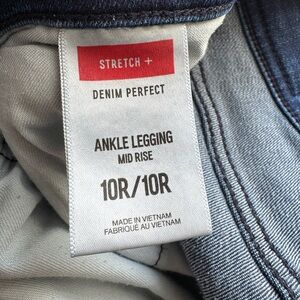 STRETCH +
DENIM PERFECT
ANKLE LEGGING
MID RISE
10R/10R
MADE IN VIETNAM
FABRIQUÉ AU VIETNAM